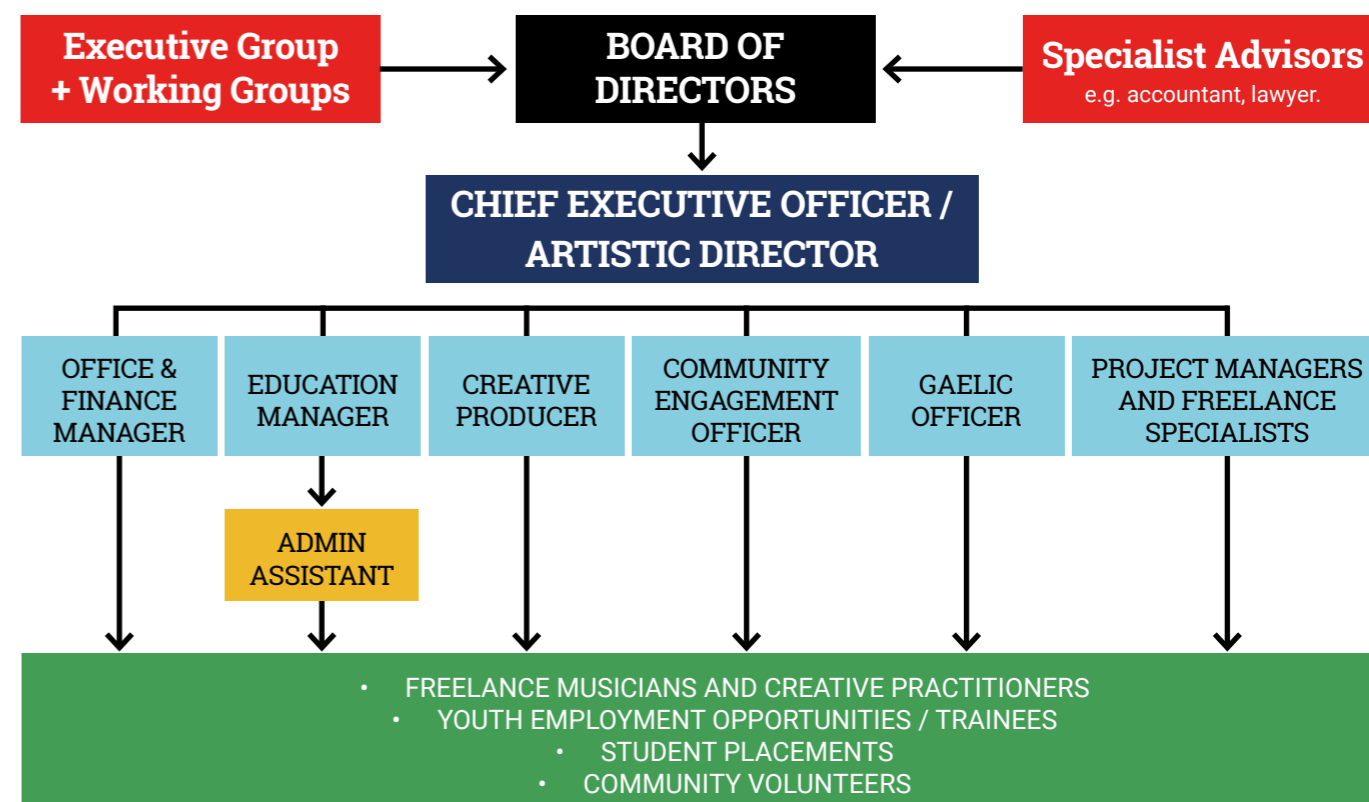 Executive Group
+ Working Groups
BOARD OF
DIRECTORS
Specialist Advisors
e.g. accountant, lawyer.
CHIEF EXECUTIVE OFFICER /
ARTISTIC DIRECTOR
OFFICE &
FINANCE
MANAGER
EDUCATION
MANAGER
CREATIVE
PRODUCER
COMMUNITY
ENGAGEMENT
OFFICER
GAELIC
OFFICER
PROJECT MANAGERS
AND FREELANCE
SPECIALISTS
ADMIN
ASSISTANT
• FREELANCE MUSICIANS AND CREATIVE PRACTITIONERS
• YOUTH EMPLOYMENT OPPORTUNITIES / TRAINEES
• STUDENT PLACEMENTS
• COMMUNITY VOLUNTEERS